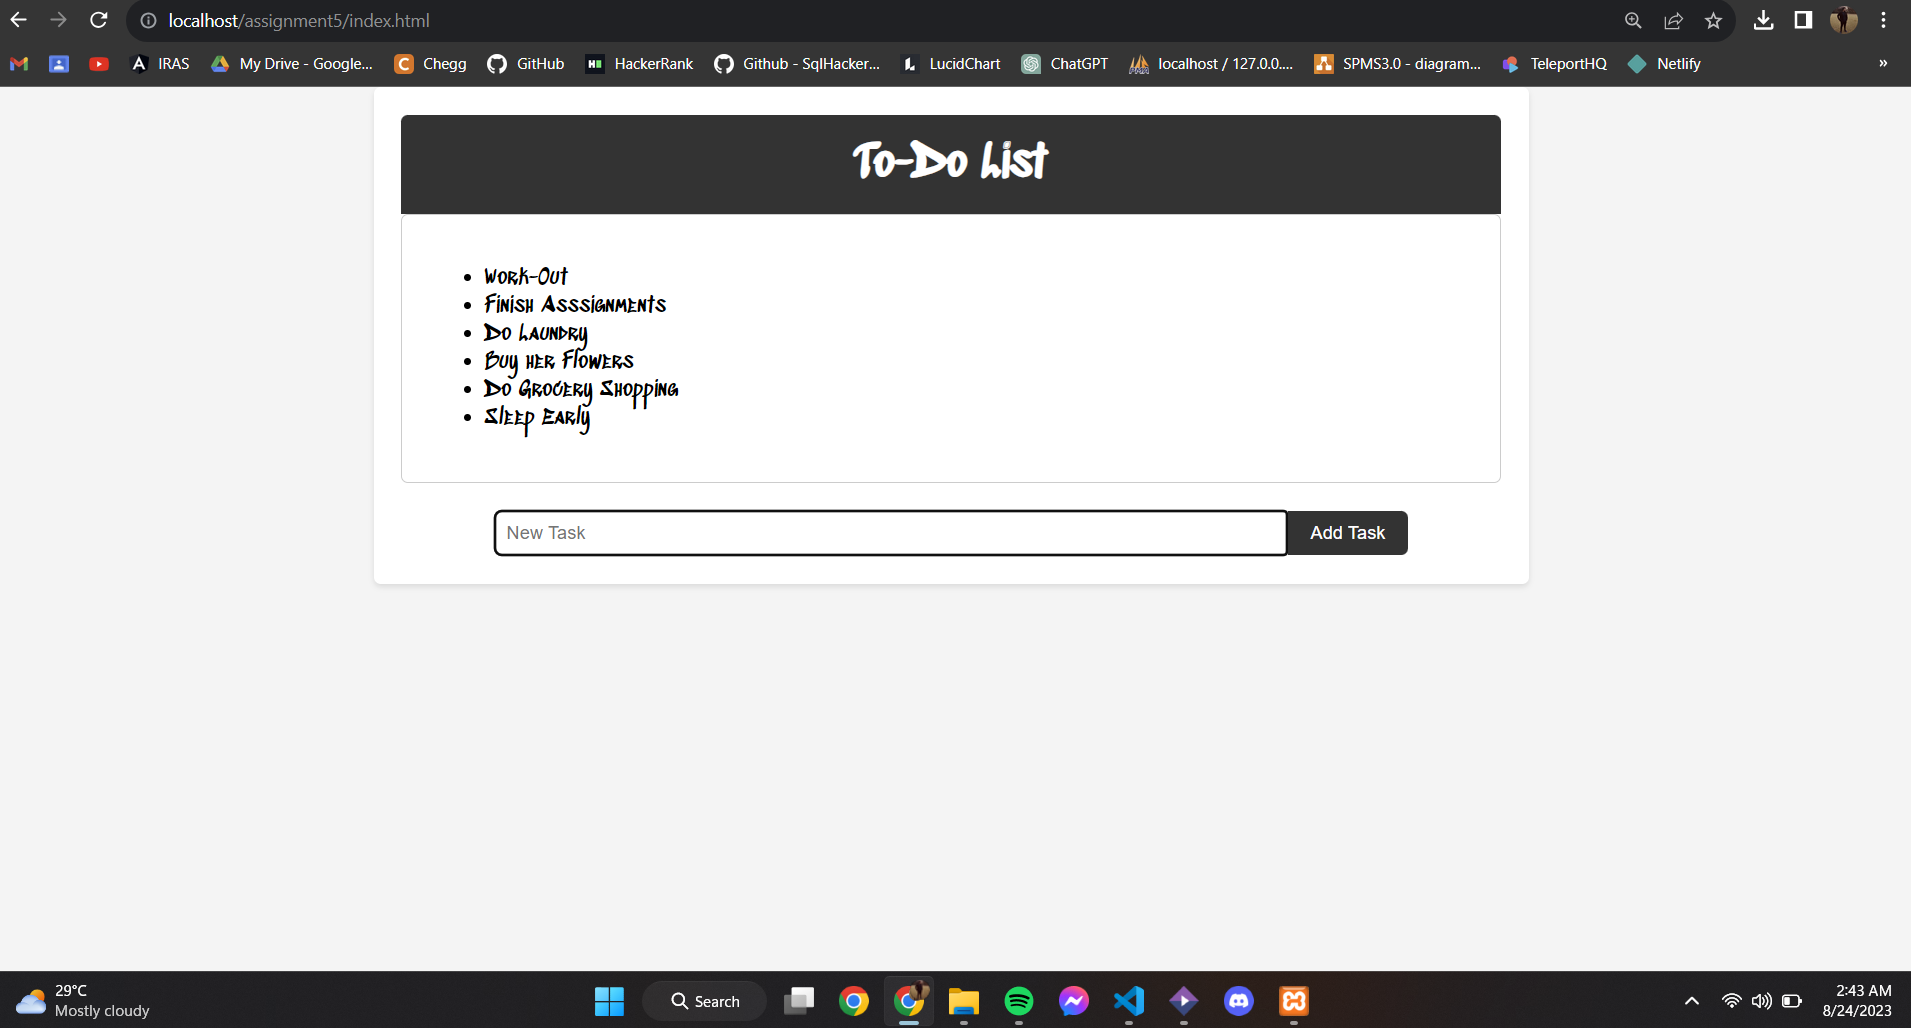 localhost/assignment5/index.html
IRAS My Drive - Google... Chegg GitHub HackerRank Github - SqlHacker... LucidChart ChatGPT localhost / 127.0.0.... SPMS3.0 - diagram... TeleportHQ Netlify »
To-Do List
Work-Out
Finish Asssignments
Do Laundry
Buy her Flowers
Do Grocery Shopping
Sleep Early
New Task Add Task
29°C
Mostly cloudy
Search
2:43 AM
8/24/2023